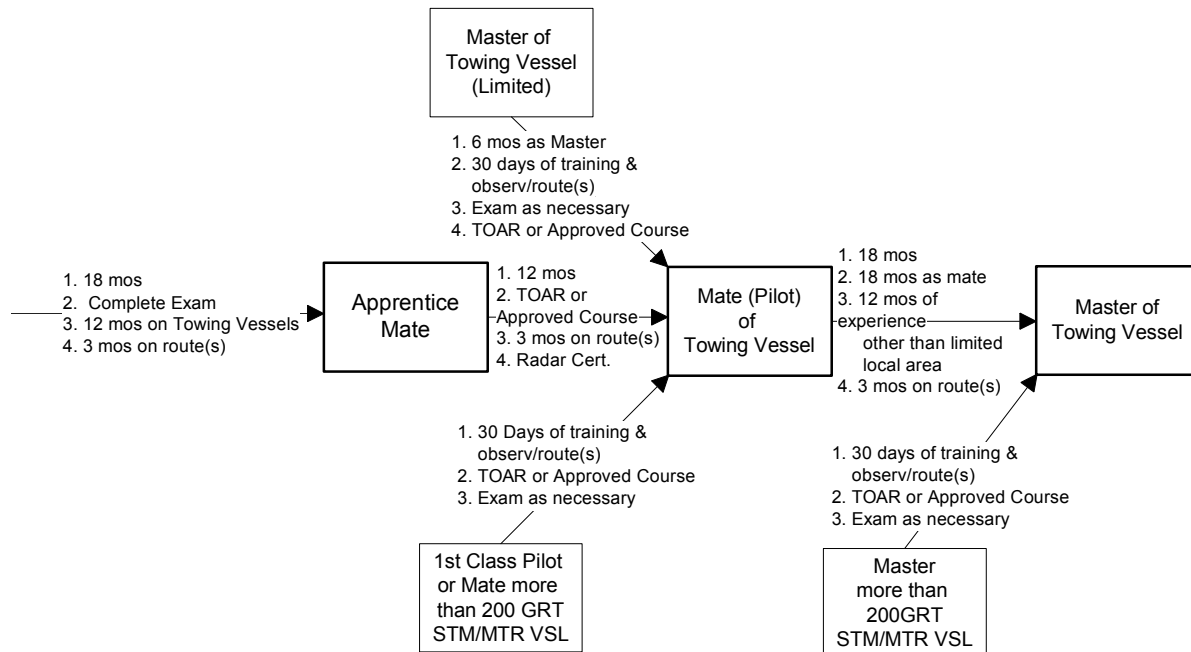 Master of
Towing Vessel
(Limited)
1. 6 mos as Master
2. 30 days of training &
observ/route(s)
3. Exam as necessary
4. TOAR or Approved Course
1. 18 mos
2. Complete Exam
3. 12 mos on Towing Vessels
4. 3 mos on route(s)
Apprentice
Mate
1. 12 mos
2. TOAR or
Approved Course
3. 3 mos on route(s)
4. Radar Cert.
Mate (Pilot)
of
Towing Vessel
1. 18 mos
2. 18 mos as mate
3. 12 mos of
experience
other than limited
local area
4. 3 mos on route(s)
Master of
Towing Vessel
1. 30 Days of training &
observ/route(s)
2. TOAR or Approved Course
3. Exam as necessary
1. 30 days of training &
observ/route(s)
2. TOAR or Approved Course
3. Exam as necessary
1st Class Pilot
or Mate more
than 200 GRT
STM/MTR VSL
Master
more than
200GRT
STM/MTR VSL